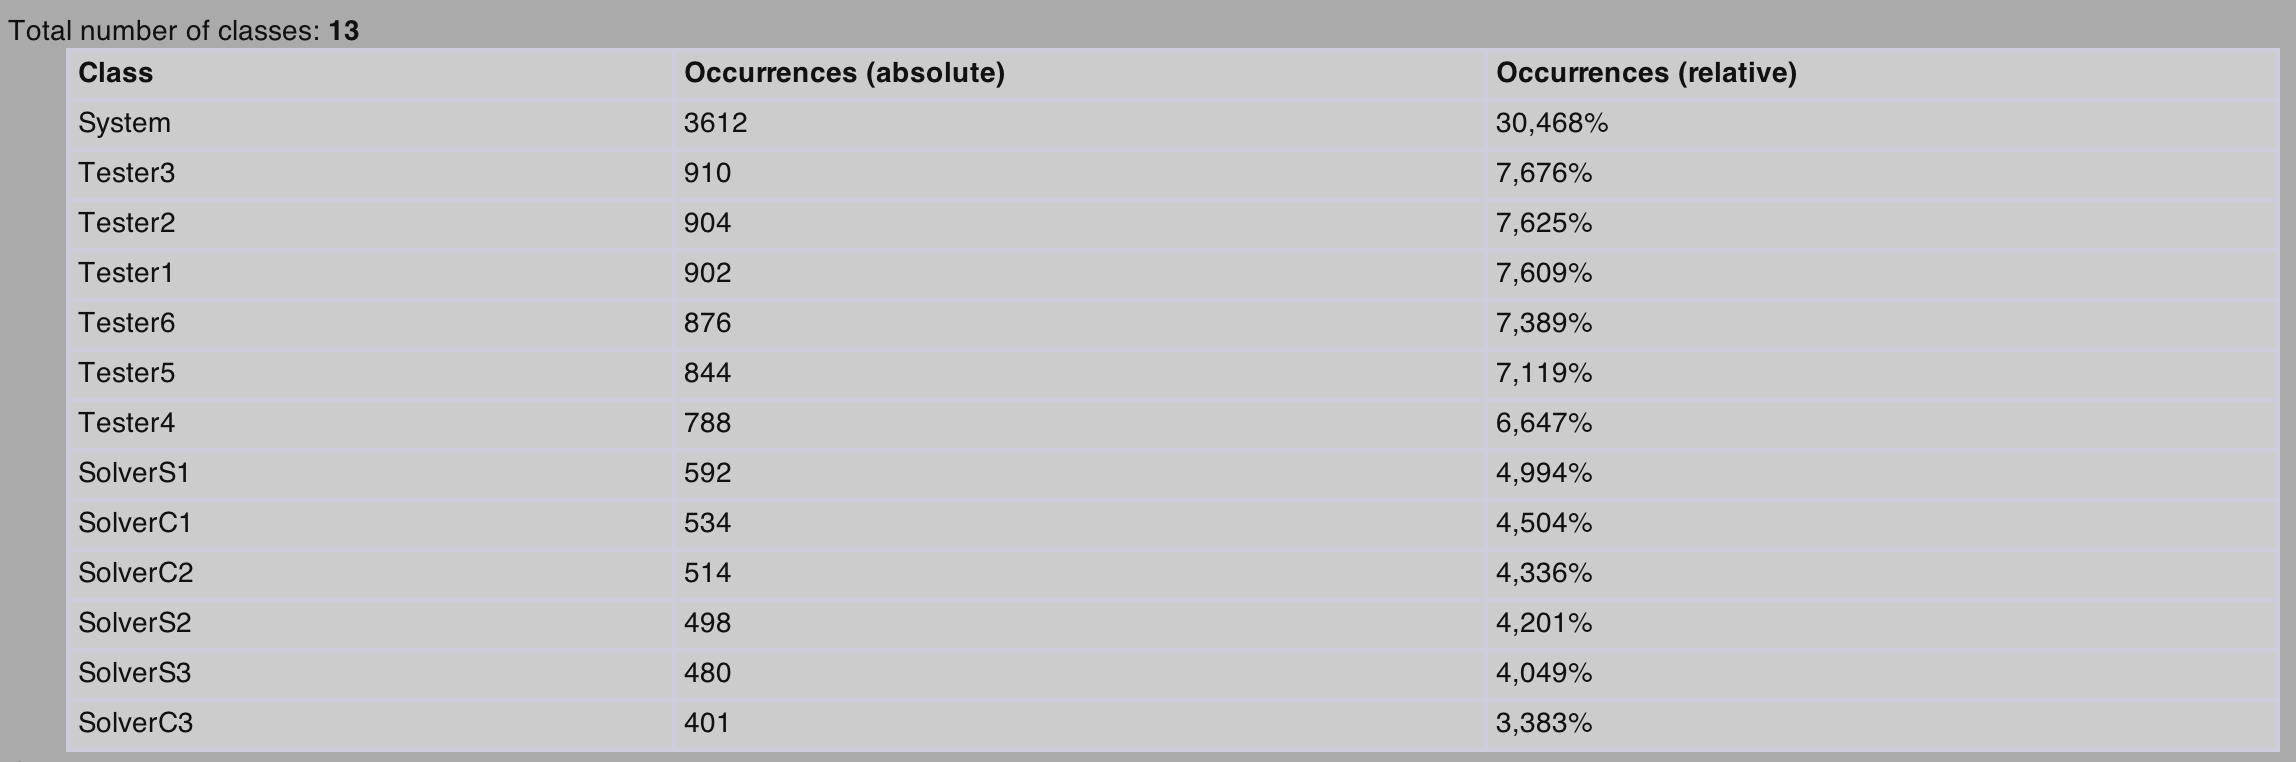 Total number of classes: 13
Class Occurrences (absolute) Occurrences (relative)
System 3612 30,468%
Tester3 910 7,676%
Tester2 904 7,625%
Tester1 902 7,609%
Tester6 876 7,389%
Tester5 844 7,119%
Tester4 788 6,647%
SolverS1 592 4,994%
SolverC1 534 4,504%
SolverC2 514 4,336%
SolverS2 498 4,201%
SolverS3 480 4,049%
SolverC3 401 3,383%